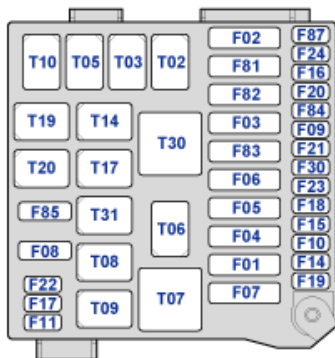 T10 T05 T03 T02 F02 F87
F24
F81 F16
F82 F20
F84
T19 T14 T30 F03 F09
F83 F21
T20 T17 F30
F06 F23
F85 T31 T06 F05 F18
F15
F08 F04 F10
T08 F01 F14
F22 F19
F17 T09 T07 F07
F11